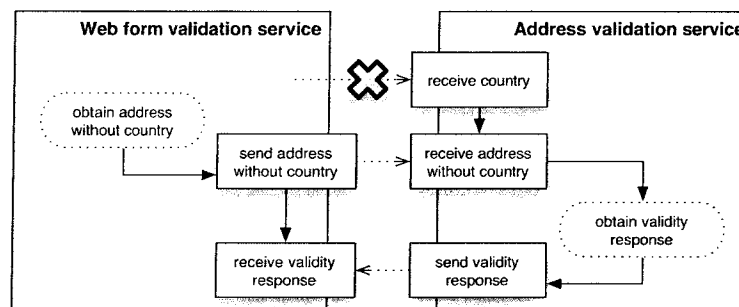 Web form validation service
Address validation service
receive country
obtain address
without country
send address
without country
receive address
without country
obtain validity
response
receive validity
response
send validity
response